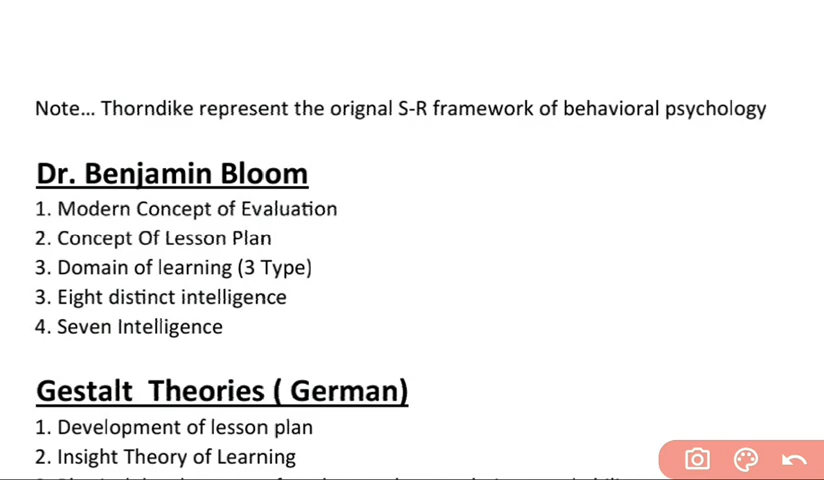 Note... Thorndike represent the orignal S-R framework of behavioral psychology
Dr. Benjamin Bloom
1. Modern Concept of Evaluation
2. Concept Of Lesson Plan
3. Domain of learning (3 Type)
3. Eight distinct intelligence
4. Seven Intelligence
Gestalt Theories ( German)
1. Development of lesson plan
2. Insight Theory of Learning